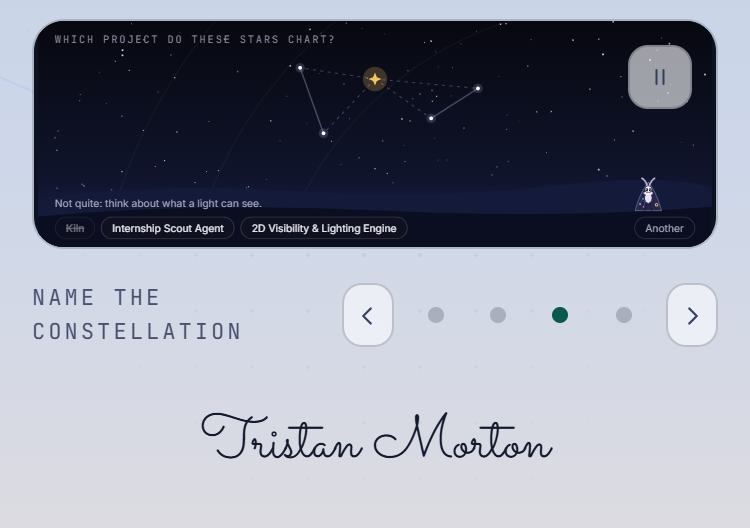 WHICH PROJECT DO THESE STARS CHART?
Not quite: think about what a light can see.
Kiln
Internship Scout Agent
2D Visibility & Lighting Engine
Another
NAME THE
CONSTELLATION
Tristan Morton